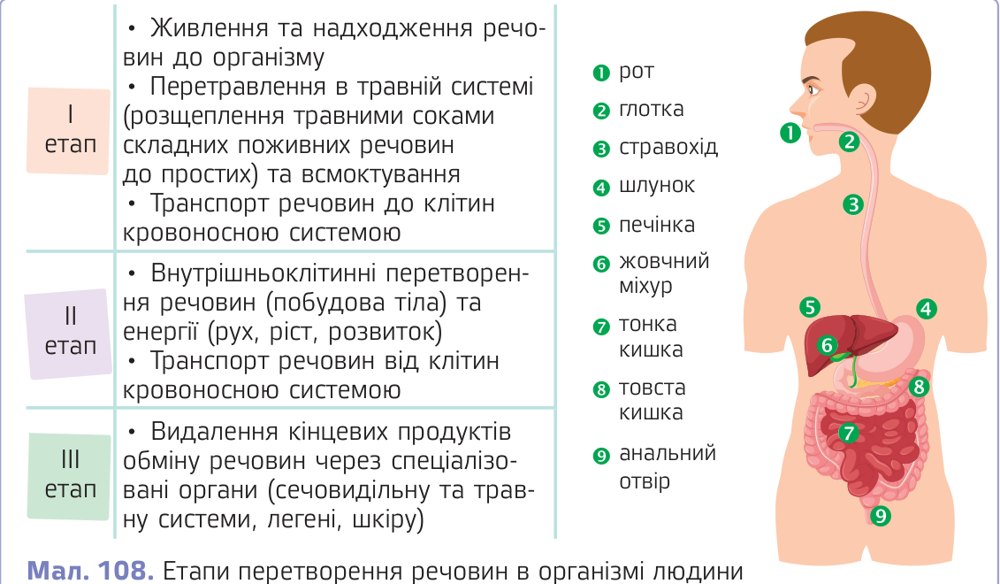 I
етап
• Живлення та надходження речо-
вин до організму
• Перетравлення в травній системі
(розщеплення травними соками
складних поживних речовин
до простих) та всмоктування
• Транспорт речовин до клітин
кровоносною системою
II
етап
• Внутрішньоклітинні перетворен-
ня речовин (побудова тіла) та
енергії (рух, ріст, розвиток)
• Транспорт речовин від клітин
кровоносною системою
III
етап
• Видалення кінцевих продуктів
обміну речовин через спеціалізо-
вані органи (сечовидільну та трав-
ну системи, легені, шкіру)
1 рот
2 глотка
3 стравохід
4 шлунок
5 печінка
6 жовчний
міхур
7 тонка
кишка
8 товста
кишка
9 анальний
отвір
1
2
3
5
4
6
8
7
9
Мал. 108. Етапи перетворення речовин в організмі людини